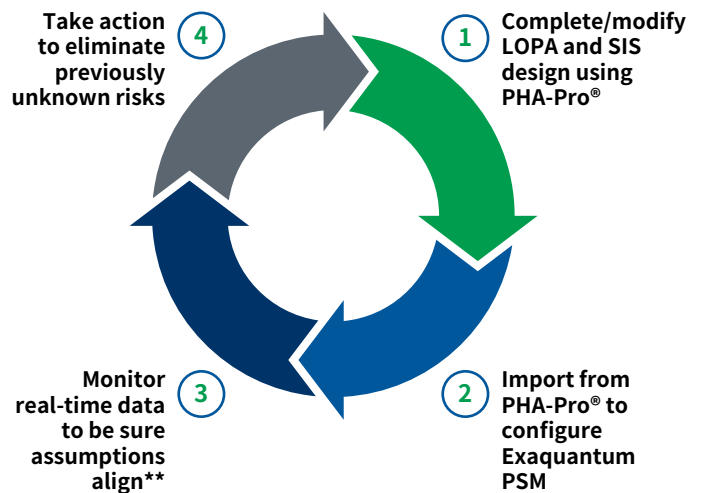 1
Complete/modify
LOPA and SIS
design using
PHA-Pro®
2
Import from
PHA-Pro® to
configure
Exaquantum
PSM
3
Monitor
real-time data
to be sure
assumptions
align**
4
Take action
to eliminate
previously
unknown risks